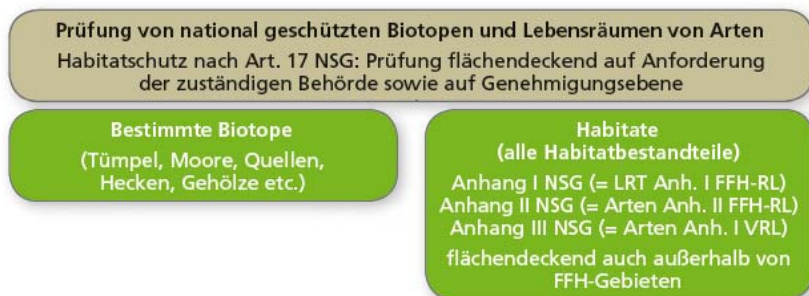 Prüfung von national geschützten Biotopen und Lebensräumen von Arten
Habitatschutz nach Art. 17 NSG: Prüfung flächendeckend auf Anforderung
der zuständigen Behörde sowie auf Genehmigungsebene
Bestimmte Biotope
(Tümpel, Moore, Quellen,
Hecken, Gehölze etc.)
Habitate
(alle Habitatbestandteile)
Anhang I NSG (= LRT Anh. I FFH-RL)
Anhang II NSG (= Arten Anh. II FFH-RL)
Anhang III NSG (= Arten Anh. I VRL)
flächendeckend auch außerhalb von
FFH-Gebieten